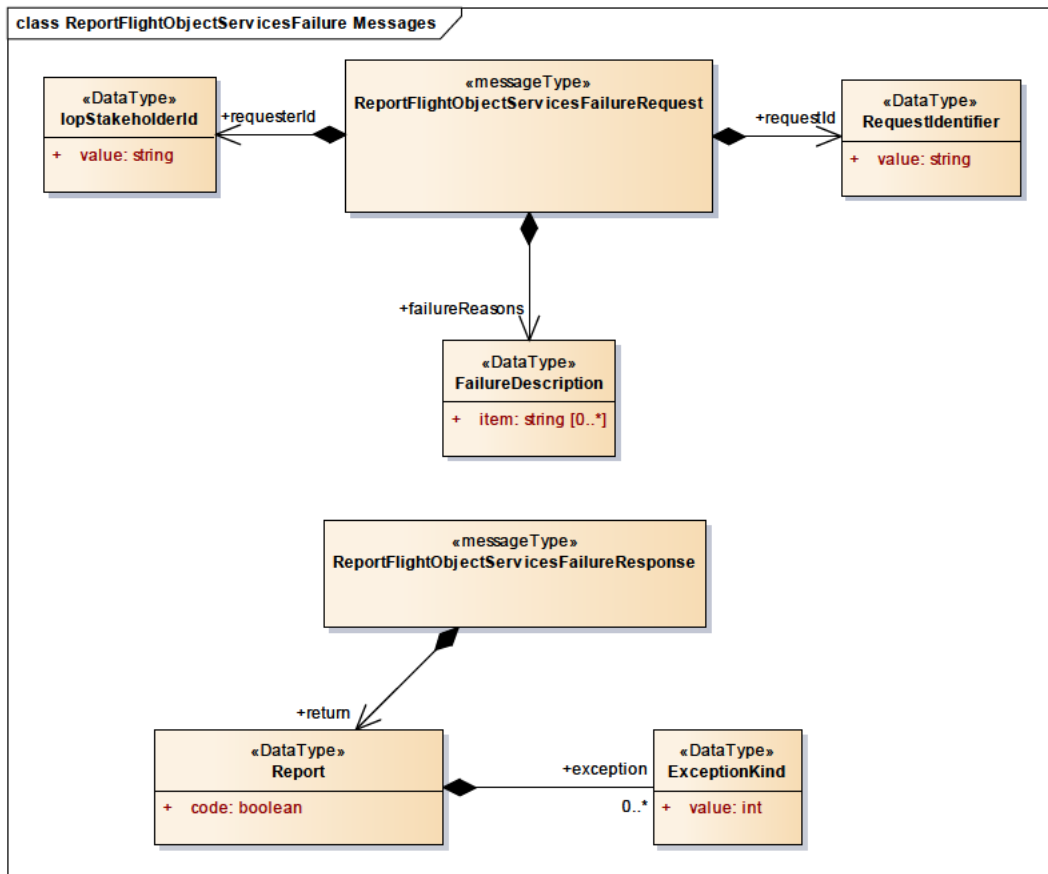 class ReportFlightObjectServicesFailure Messages
«DataType»
IopStakeholderId
+ value: string
+requesterId
«messageType»
ReportFlightObjectServicesFailureRequest
+requestId
«DataType»
RequestIdentifier
+ value: string
+failureReasons
«DataType»
FailureDescription
+ item: string [0..*]
«messageType»
ReportFlightObjectServicesFailureResponse
+return
«DataType»
Report
+ code: boolean
+exception
0..*
«DataType»
ExceptionKind
+ value: int